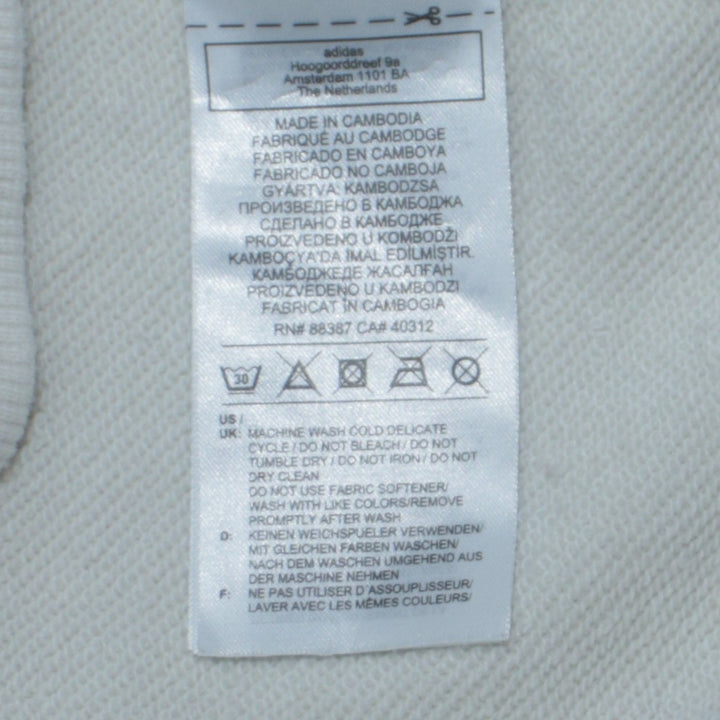 adidas
Hoogoorddreef 9a
Amsterdam 1101 BA
The Netherlands
MADE IN CAMBODIA
FABRIQUÉ AU CAMBODGE
FABRICADO EN CAMBOYA
FABRICADO NO CAMBOJA
GYÁRTVA: KAMBODZSA
ПРОИЗВЕДЕНО В КАМБОДЖА
СДЕЛАНО В КАМБОДЖЕ
PROIZVEDENO U KOMBODŽI
KAMBOÇYA'DA İMAL EDİLMİŞTİR.
КАМБОДЖЕДЕ ЖАСАЛҒАН
PROIZVEDENO U KAMBODZI
FABRICAT ÎN CAMBOGIA
RN# 88387 CA# 40312
30
US /
UK: MACHINE WASH COLD DELICATE
CYCLE / DO NOT BLEACH / DO NOT
TUMBLE DRY / DO NOT IRON / DO NOT
DRY CLEAN
DO NOT USE FABRIC SOFTENER/
WASH WITH LIKE COLORS/REMOVE
PROMPTLY AFTER WASH
D: KEINEN WEICHSPUELER VERWENDEN/
MIT GLEICHEN FARBEN WASCHEN/
NACH DEM WASCHEN UMGEHEND AUS
DER MASCHINE NEHMEN
F: NE PAS UTILISER D'ASSOUPLISSEUR/
LAVER AVEC LES MÊMES COULEURS/